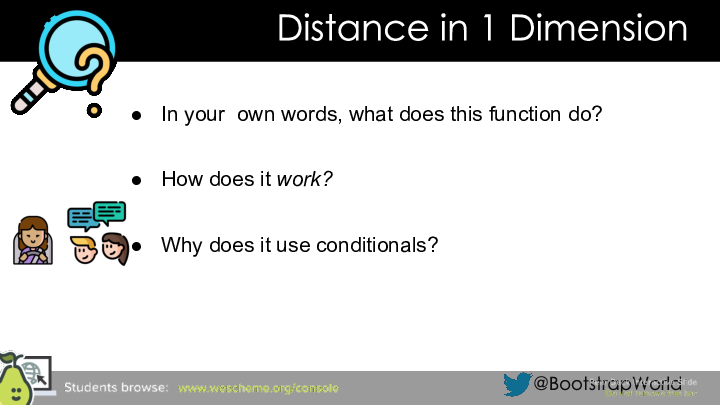 Distance in 1 Dimension
● In your  own words, what does this function do?
● How does it work?
● Why does it use conditionals?
Students browse: www.wescheme.org/console
@BootstrapWorld